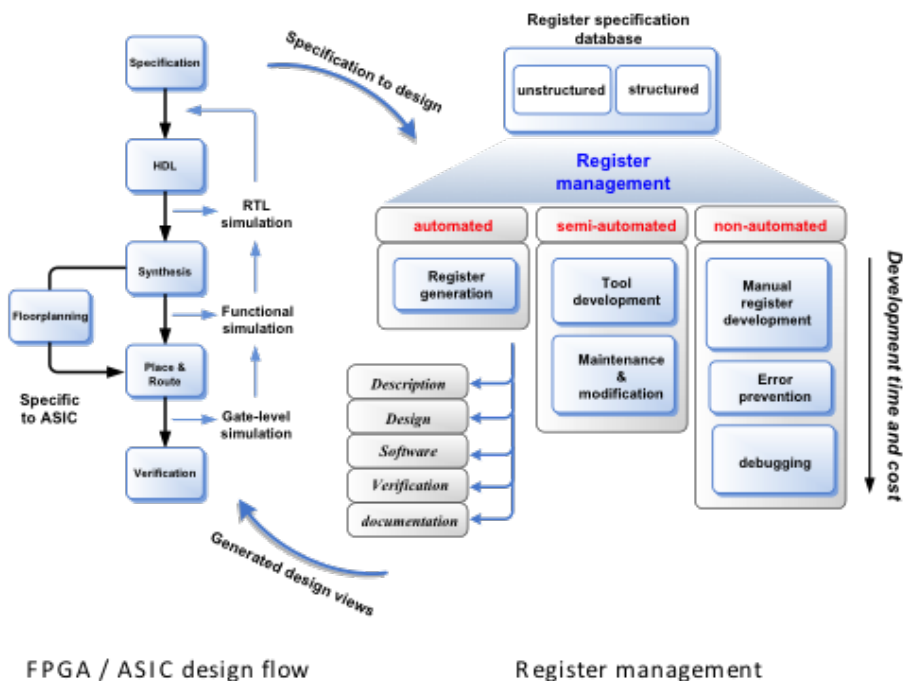 Specification
HDL
RTL
simulation
Synthesis
Floorplanning
Functional
simulation
Place &
Route
Specific
to ASIC
Gate-level
simulation
Verification
Specification to design
Register specification
database
unstructured
structured
Register
management
automated
semi-automated
non-automated
Register
generation
Tool
development
Maintenance
&
modification
Manual
register
development
Error
prevention
debugging
Development time and cost
Description
Design
Software
Verification
documentation
Generated design views
FPGA / ASIC design flow
Register management